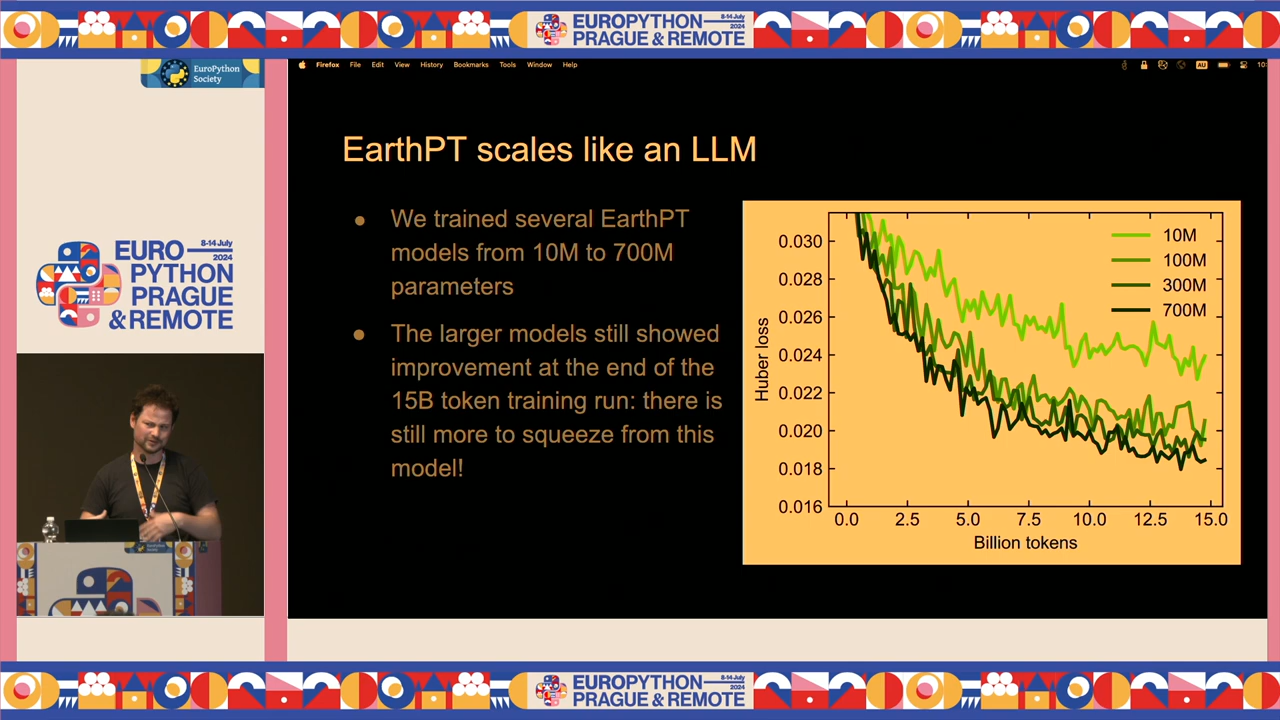 EUROPYTHON
PRAGUE & REMOTE
8-14 July
2024
EuroPython
Society
Firefox File Edit View History Bookmarks Tools Window Help
AU
EarthPT scales like an LLM
● We trained several EarthPT
models from 10M to 700M
parameters
● The larger models still showed
improvement at the end of the
15B token training run: there is
still more to squeeze from this
model!
10M
100M
300M
700M
Huber loss
0.030
0.028
0.026
0.024
0.022
0.020
0.018
0.016
0.0 2.5 5.0 7.5 10.0 12.5 15.0
Billion tokens
EURO
8-14 July
2024
PYTHON
PRAGUE
& REMOTE
EUROPYTHON
PRAGUE & REMOTE
8-14 July
2024